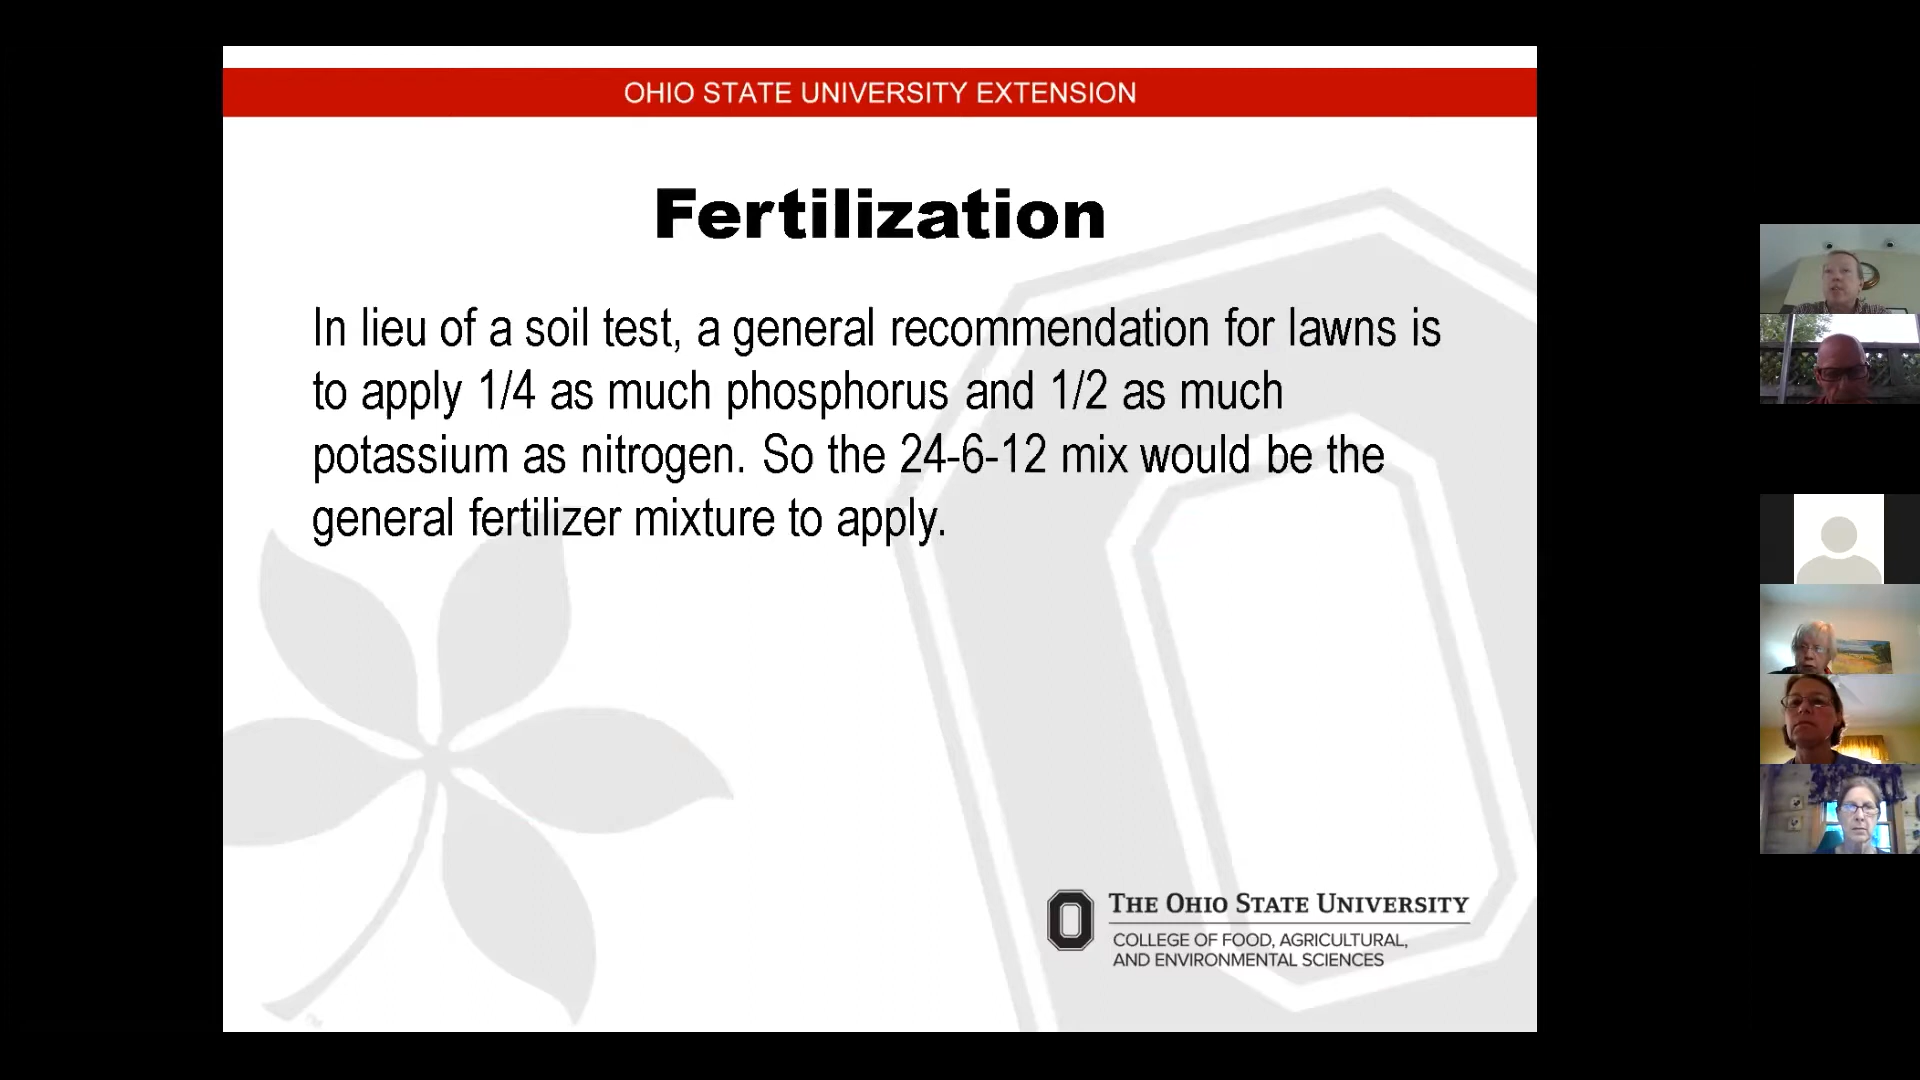 OHIO STATE UNIVERSITY EXTENSION
Fertilization
In lieu of a soil test, a general recommendation for lawns is
to apply 1/4 as much phosphorus and 1/2 as much
potassium as nitrogen. So the 24-6-12 mix would be the
general fertilizer mixture to apply.
THE OHIO STATE UNIVERSITY
COLLEGE OF FOOD, AGRICULTURAL,
AND ENVIRONMENTAL SCIENCES
TM